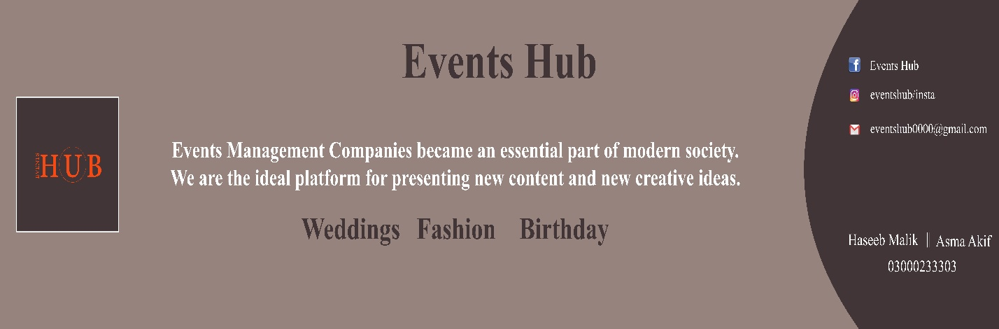 Events Hub
EVENTS
HUB
Events Management Companies became an essential part of modern society.
We are the ideal platform for presenting new content and new creative ideas.
Weddings Fashion Birthday
Events Hub
eventshub/insta
eventshub0000@gmail.com
Haseeb Malik || Asma Akif
03000233303